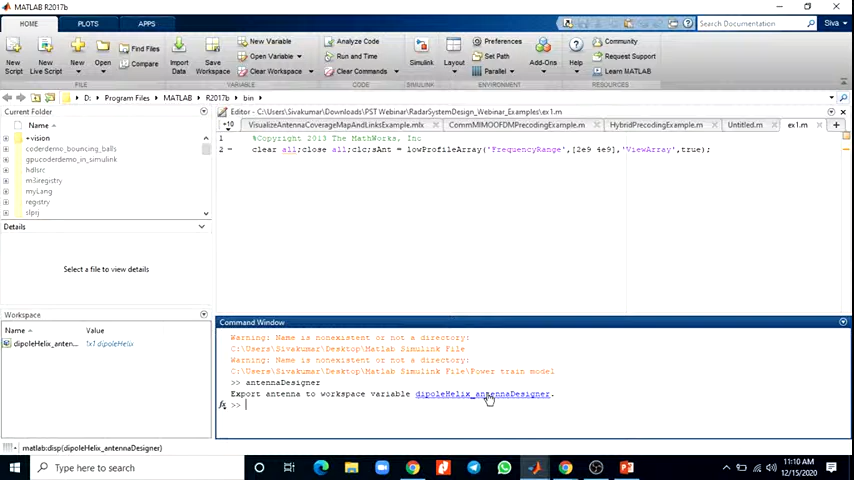 MATLAB R2017b
HOME PLOTS APPS
Search Documentation Siva
New Script
New Live Script
New
Open
Find Files
Compare
Import Data
Save Workspace
New Variable
Open Variable
Clear Workspace
Analyze Code
Run and Time
Clear Commands
Simulink
Layout
Preferences
Set Path
Parallel
Add-Ons
Help
Community
Request Support
Learn MATLAB
FILE VARIABLE CODE SIMULINK ENVIRONMENT RESOURCES
D: Program Files MATLAB R2017b bin
Current Folder
Name
+vision
coderdemo_bouncing_balls
gpucoderdemo_in_simulink
hdlsrc
m3iregistry
myLang
registry
slprj
Details
Select a file to view details
Workspace
Name Value
dipoleHelix_anten... 1x1 dipoleHelix
Editor - C:\Users\Sivakumar\Downloads\PST Webinar\RadarSystemDesign_Webinar_Examples\ex1.m
+10 VisualizeAntennaCoverageMapAndLinksExample.mlx CommMIMOOFDMPrecodingExample.m HybridPrecodingExample.m Untitled.m ex1.m
1 %Copyright 2013 The MathWorks, Inc
2 - clear all;close all;clc;sAnt = lowProfileArray('FrequencyRange',[2e9 4e9],'ViewArray',true);
Command Window
Warning: Name is nonexistent or not a directory:
C:\Users\Sivakumar\Desktop\Matlab Simulink File
Warning: Name is nonexistent or not a directory:
C:\Users\Sivakumar\Desktop\Matlab Simulink File\Power train model
>> antennaDesigner
Export antenna to workspace variable dipoleHelix_antennaDesigner.
fx >>
matlab:disp(dipoleHelix_antennaDesigner)
Type here to search
11:10 AM
12/15/2020